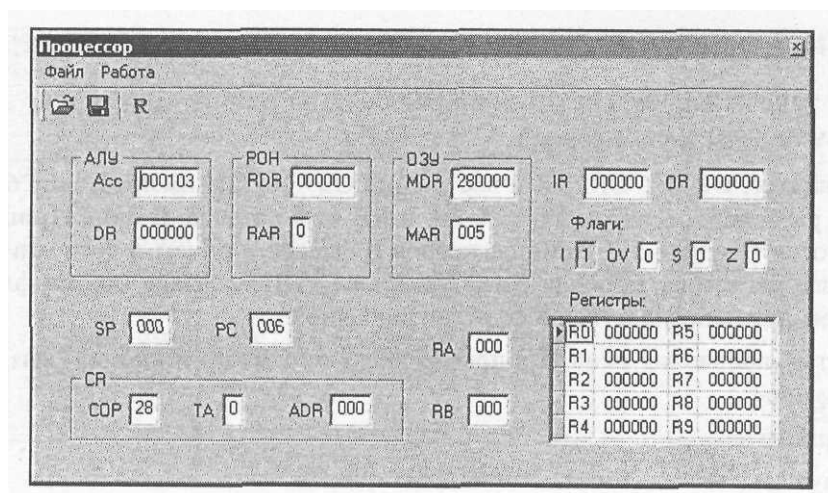 Процессор
Файл Работа
R
АЛУ РОН ОЗУ
Acc 000103 RDR 000000 MDR 280000 IR 000000 OR 000000
DR 000000 RAR 0 MAR 005
Флаги:
I 1 OV 0 S 0 Z 0
SP 000 PC 006
RA 000
Регистры:
R0 000000 R5 000000
R1 000000 R6 000000
R2 000000 R7 000000
R3 000000 R8 000000
R4 000000 R9 000000
CR
COP 28 TA 0 ADR 000 RB 000